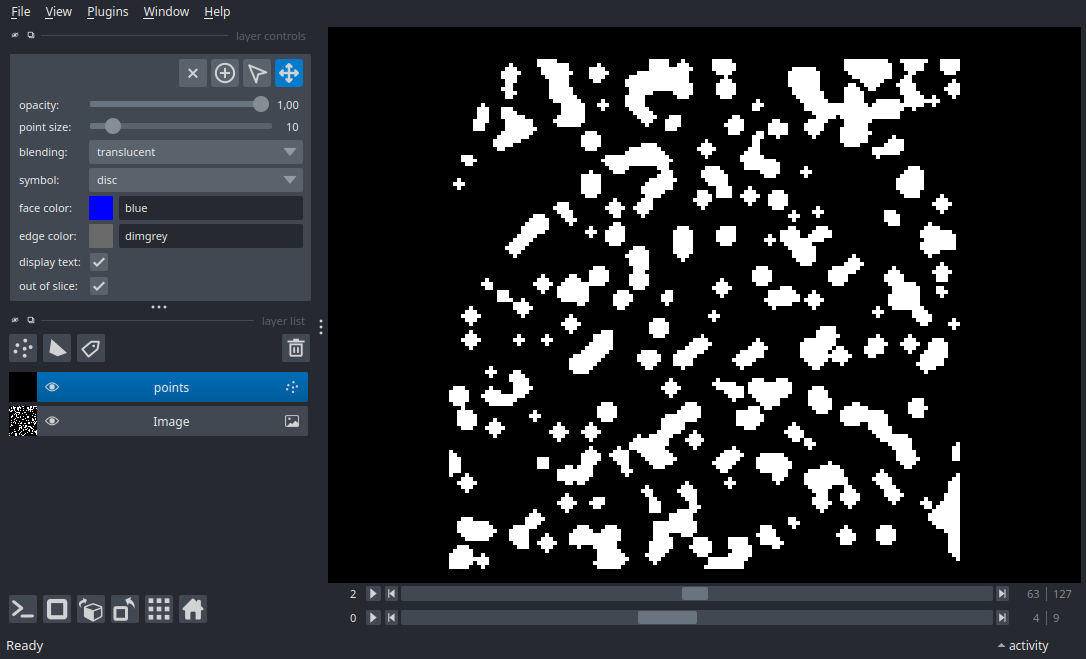 File View Plugins Window Help
layer controls
opacity: 1,00
point size: 10
blending: translucent
symbol: disc
face color: blue
edge color: dimgrey
display text:
out of slice:
layer list
points
Image
2 63 | 127
0 4 | 9
Ready activity